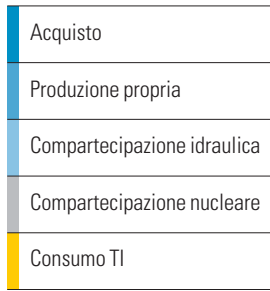 Acquisto
Produzione propria
Compartecipazione idraulica
Compartecipazione nucleare
Consumo TI